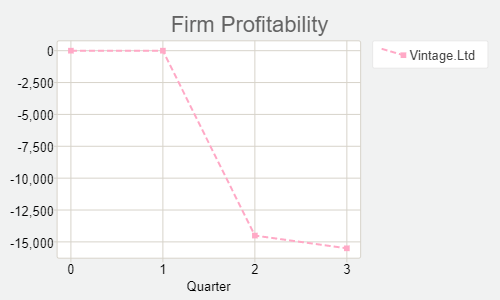 Firm Profitability
Vintage.Ltd
0
-2,500
-5,000
-7,500
-10,000
-12,500
-15,000
0 1 2 3
Quarter